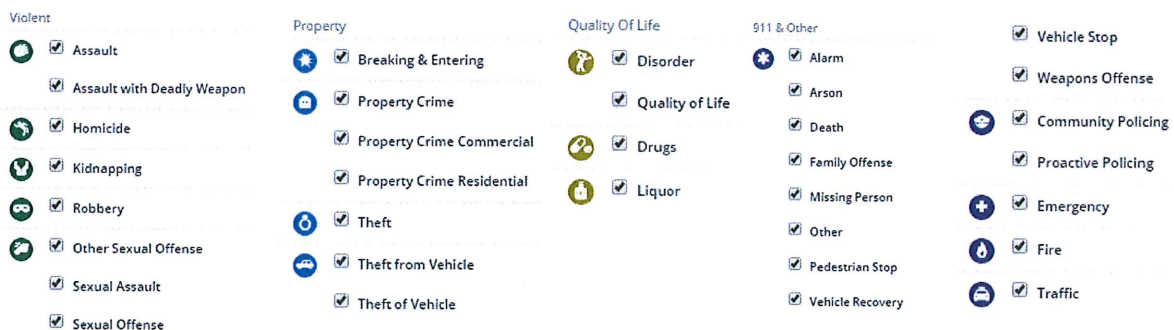 Violent
Assault
Assault with Deadly Weapon
Homicide
Kidnapping
Robbery
Other Sexual Offense
Sexual Assault
Sexual Offense
Property
Breaking & Entering
Property Crime
Property Crime Commercial
Property Crime Residential
Theft
Theft from Vehicle
Theft of Vehicle
Quality Of Life
Disorder
Quality of Life
Drugs
Liquor
911 & Other
Alarm
Arson
Death
Family Offense
Missing Person
Other
Pedestrian Stop
Vehicle Recovery
Vehicle Stop
Weapons Offense
Community Policing
Proactive Policing
Emergency
Fire
Traffic